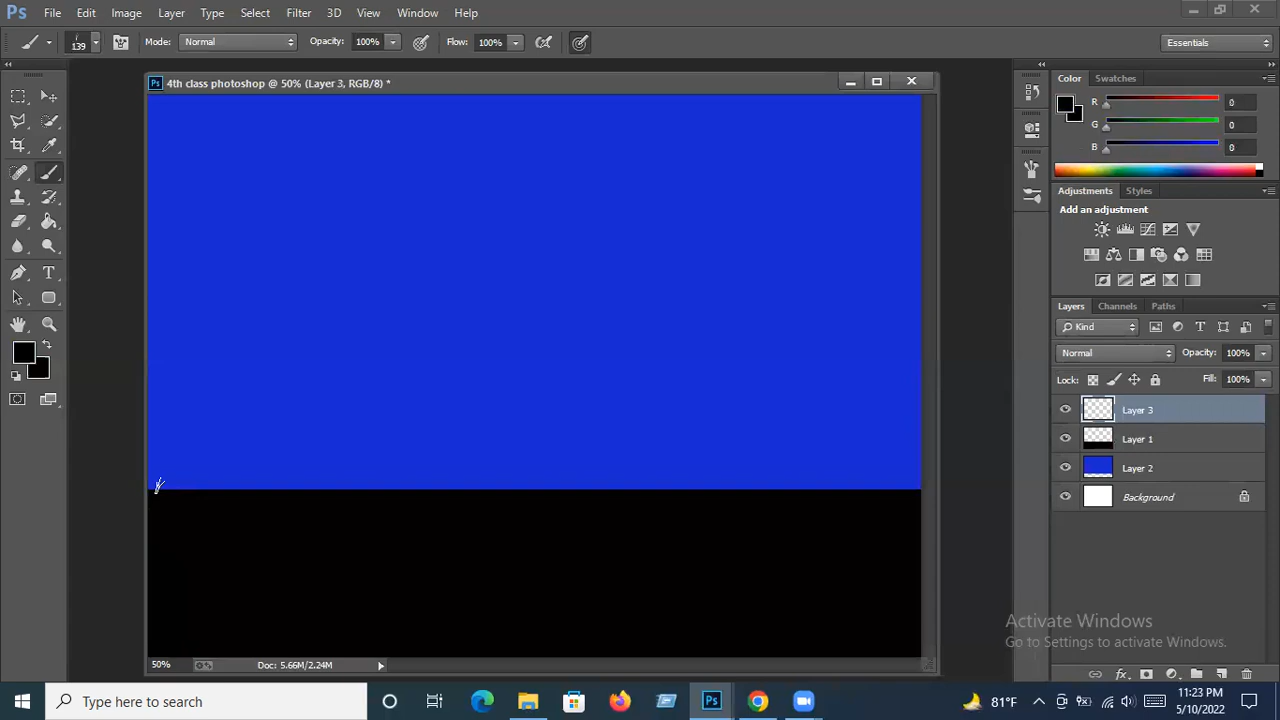 Ps File Edit Image Layer Type Select Filter 3D View Window Help
139 Mode: Normal Opacity: 100% Flow: 100% Essentials
Ps 4th class photoshop @ 50% (Layer 3, RGB/8) *
Color Swatches
R 0
G 0
B 0
Adjustments Styles
Add an adjustment
Layers Channels Paths
Kind
Normal Opacity: 100%
Lock: Fill: 100%
Layer 3
Layer 1
Layer 2
Background
Activate Windows
Go to Settings to activate Windows.
50% Doc: 5.66M/2.24M
Type here to search
Ps
81°F
11:23 PM
5/10/2022